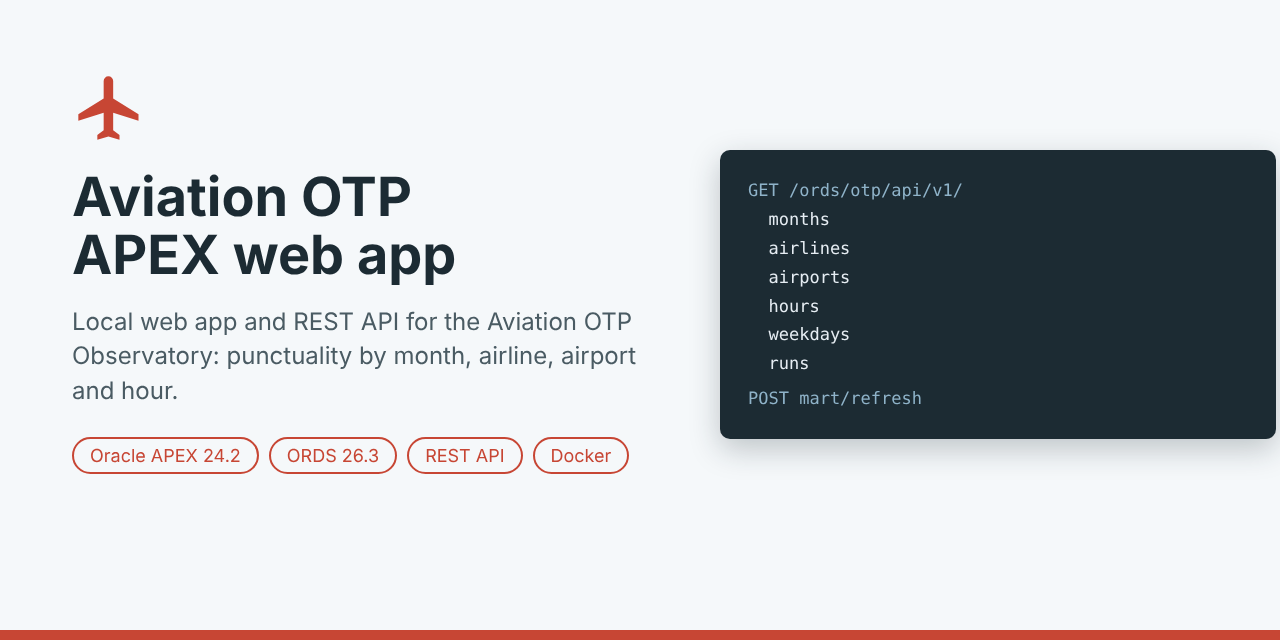 Aviation OTP
APEX web app
Local web app and REST API for the Aviation OTP
Observatory: punctuality by month, airline, airport
and hour.
Oracle APEX 24.2
ORDS 26.3
REST API
Docker
GET /ords/otp/api/v1/
months
airlines
airports
hours
weekdays
runs
POST mart/refresh